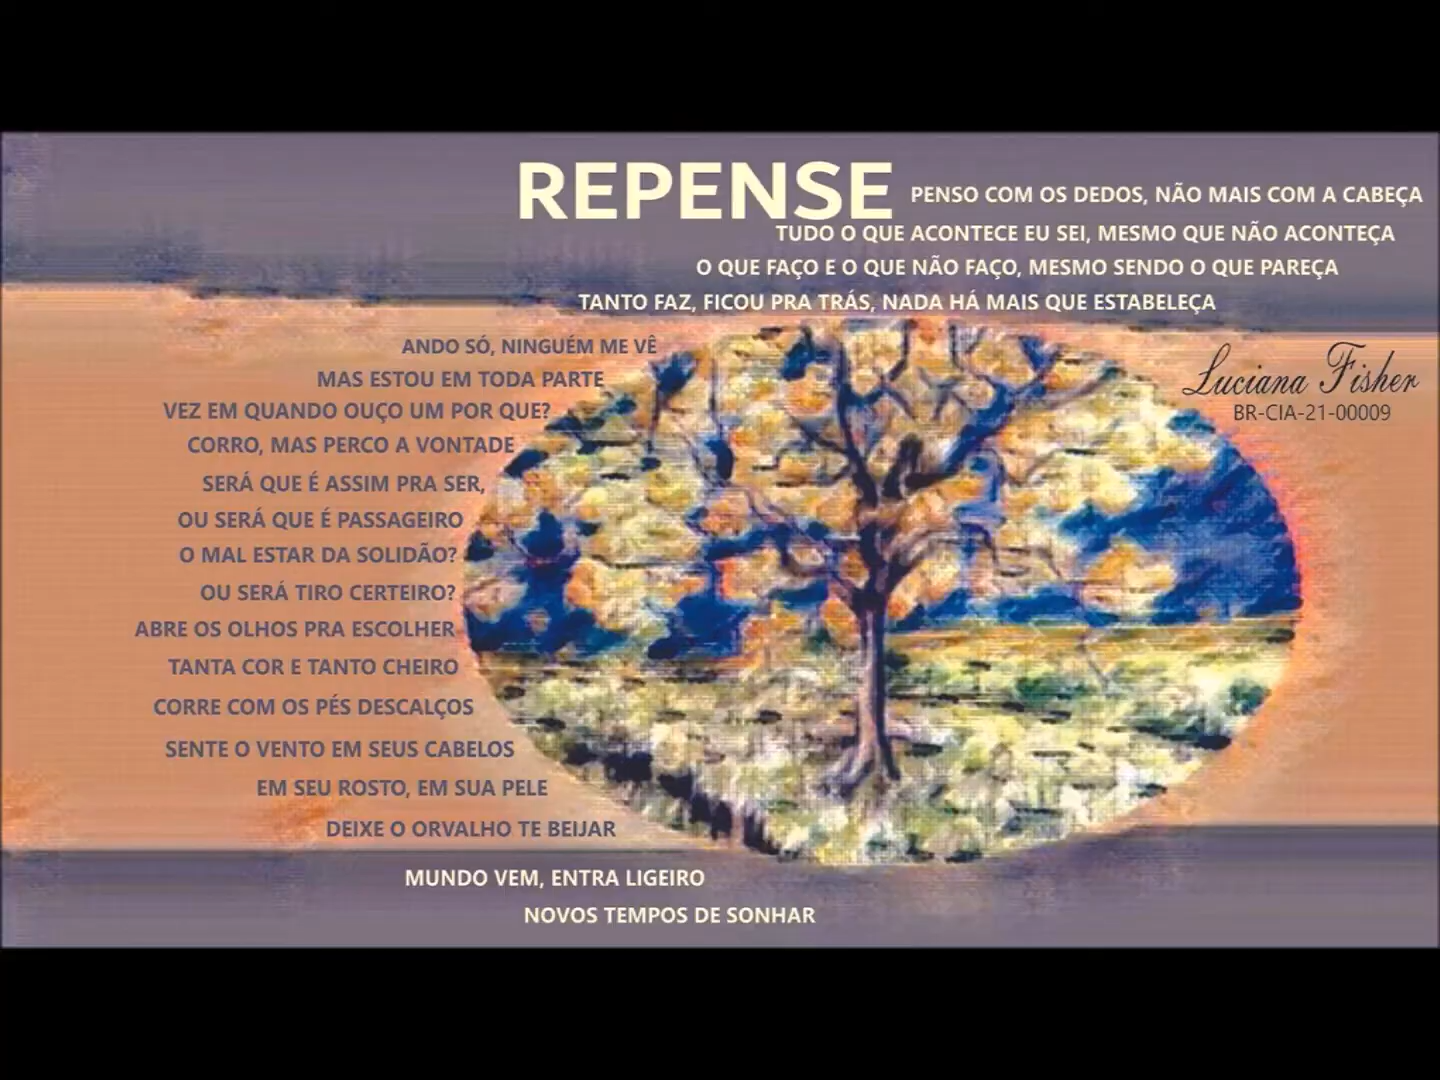 REPENSE
PENSO COM OS DEDOS, NÃO MAIS COM A CABEÇA
TUDO O QUE ACONTECE EU SEI, MESMO QUE NÃO ACONTEÇA
O QUE FAÇO E O QUE NÃO FAÇO, MESMO SENDO O QUE PAREÇA
TANTO FAZ, FICOU PRA TRÁS, NADA HÁ MAIS QUE ESTABELEÇA
ANDO SÓ, NINGUÉM ME VÊ
MAS ESTOU EM TODA PARTE
VEZ EM QUANDO OUÇO UM POR QUE?
CORRO, MAS PERCO A VONTADE
SERÁ QUE É ASSIM PRA SER,
OU SERÁ QUE É PASSAGEIRO
O MAL ESTAR DA SOLIDÃO?
OU SERÁ TIRO CERTEIRO?
ABRE OS OLHOS PRA ESCOLHER
TANTA COR E TANTO CHEIRO
CORRE COM OS PÉS DESCALÇOS
SENTE O VENTO EM SEUS CABELOS
EM SEU ROSTO, EM SUA PELE
DEIXE O ORVALHO TE BEIJAR
MUNDO VEM, ENTRA LIGEIRO
NOVOS TEMPOS DE SONHAR
Luciana Fisher
BR-CIA-21-00009